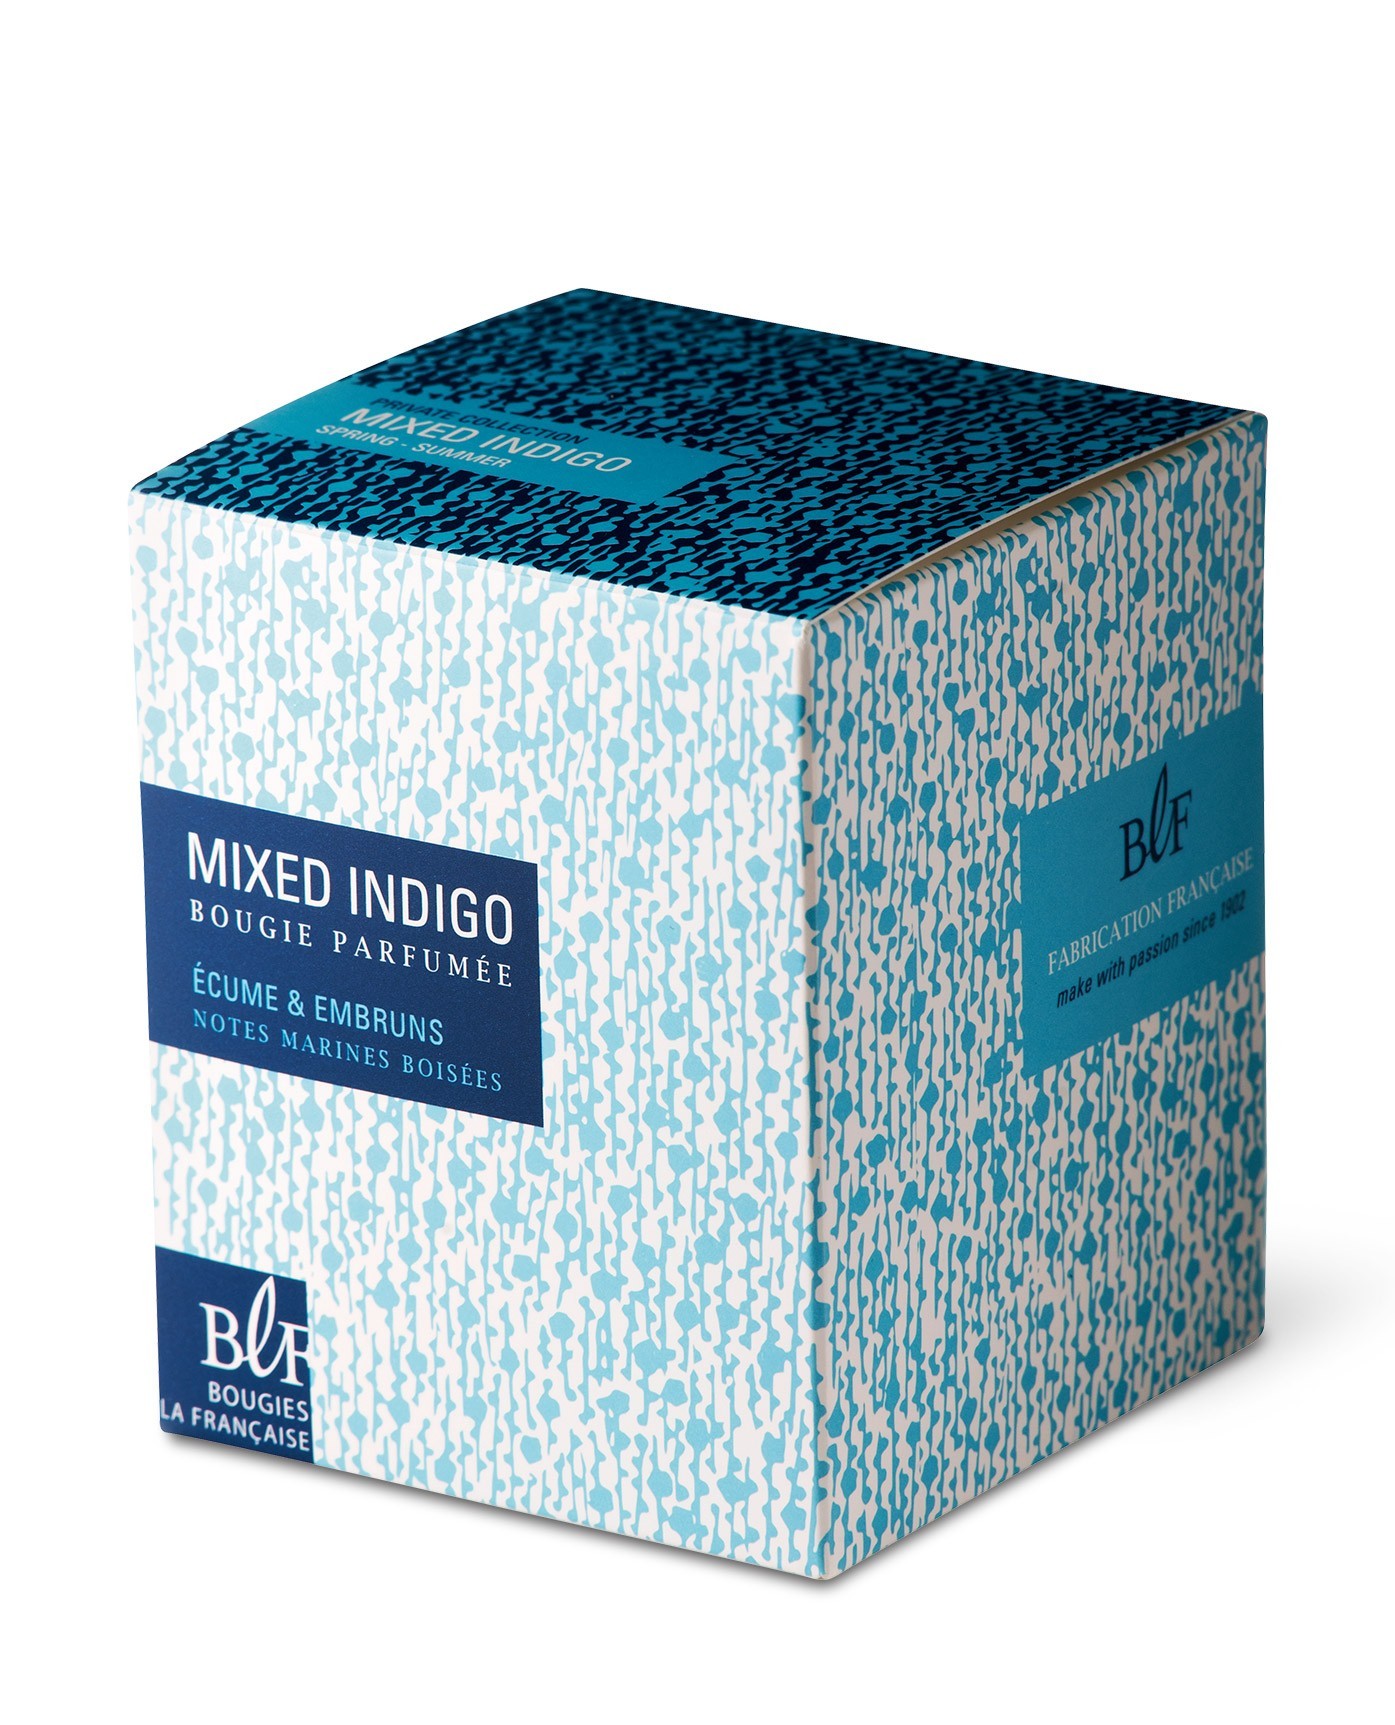 PRIVATE COLLECTION
MIXED INDIGO
SPRING - SUMMER
MIXED INDIGO
BOUGIE PARFUMÉE
ÉCUME & EMBRUNS
NOTES MARINES BOISÉES
BlF
BOUGIES
LA FRANÇAISE
BlF
FABRICATION FRANÇAISE
make with passion since 1902